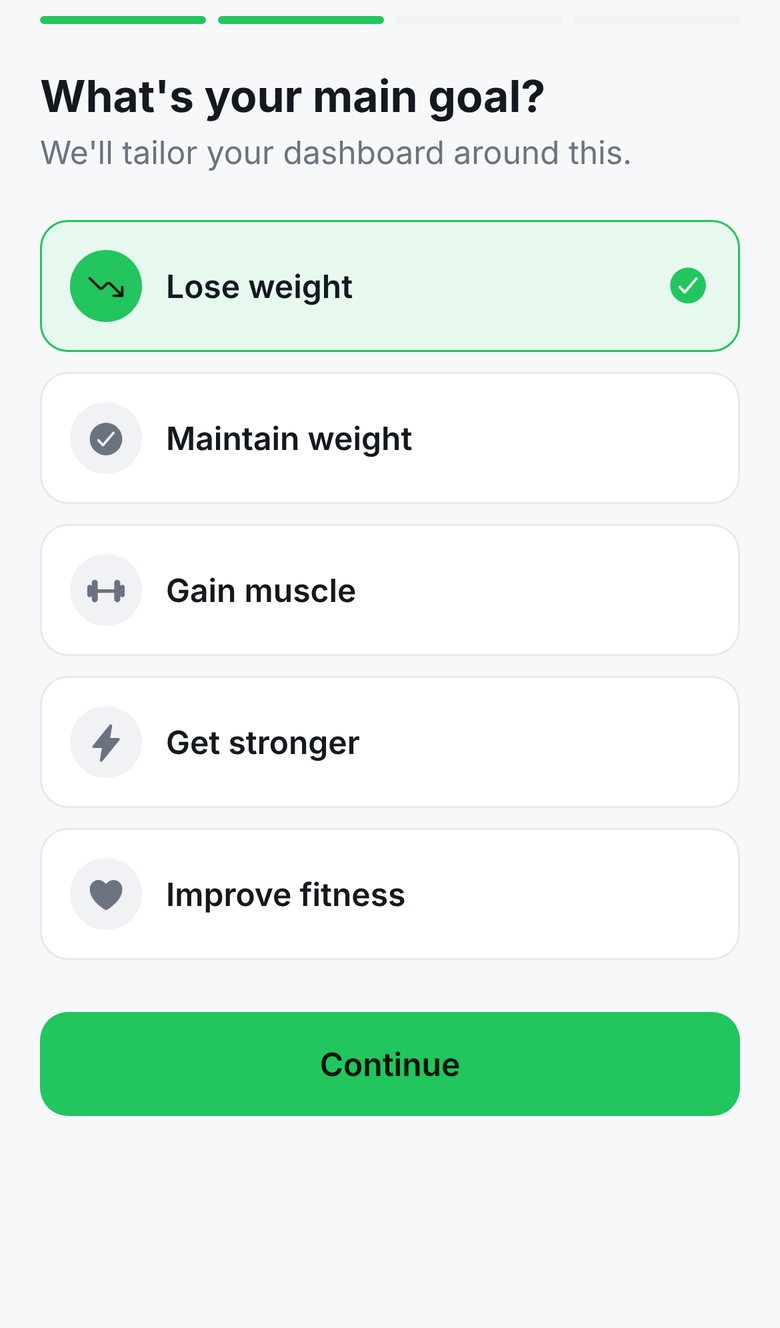 What's your main goal?
We'll tailor your dashboard around this.
Lose weight
Maintain weight
Gain muscle
Get stronger
Improve fitness
Continue